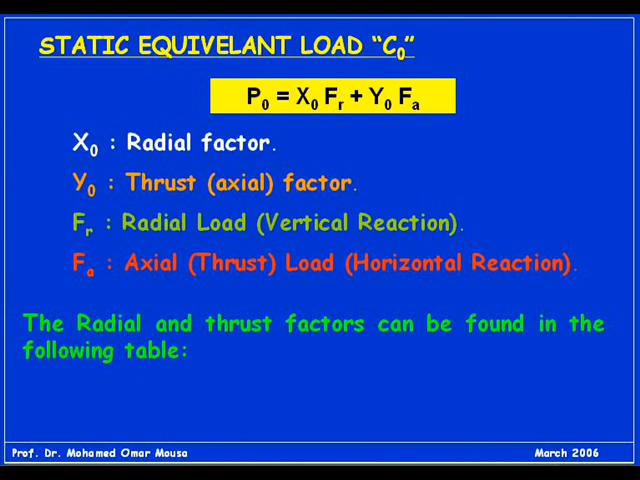 STATIC EQUIVELANT LOAD “C₀”
P₀ = X₀ Fᵣ + Y₀ Fₐ
X₀ : Radial factor.
Y₀ : Thrust (axial) factor.
Fᵣ : Radial Load (Vertical Reaction).
Fₐ : Axial (Thrust) Load (Horizontal Reaction).
The Radial and thrust factors can be found in the
following table:
Prof. Dr. Mohamed Omar Mousa March 2006